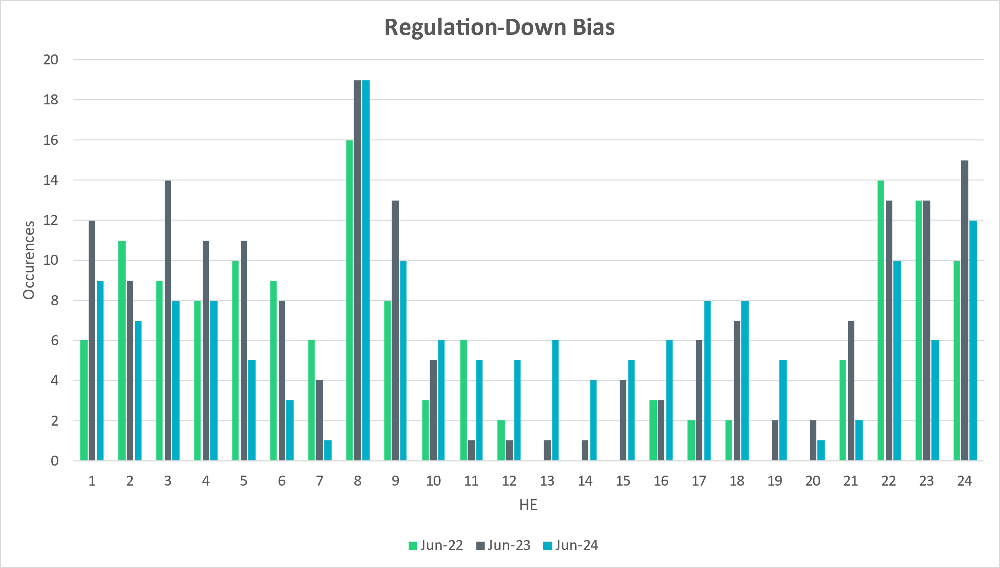 Regulation-Down Bias
20
18
16
14
12
10
8
6
4
2
0
Occurences
1 2 3 4 5 6 7 8 9 10 11 12 13 14 15 16 17 18 19 20 21 22 23 24
HE
Jun-22 Jun-23 Jun-24